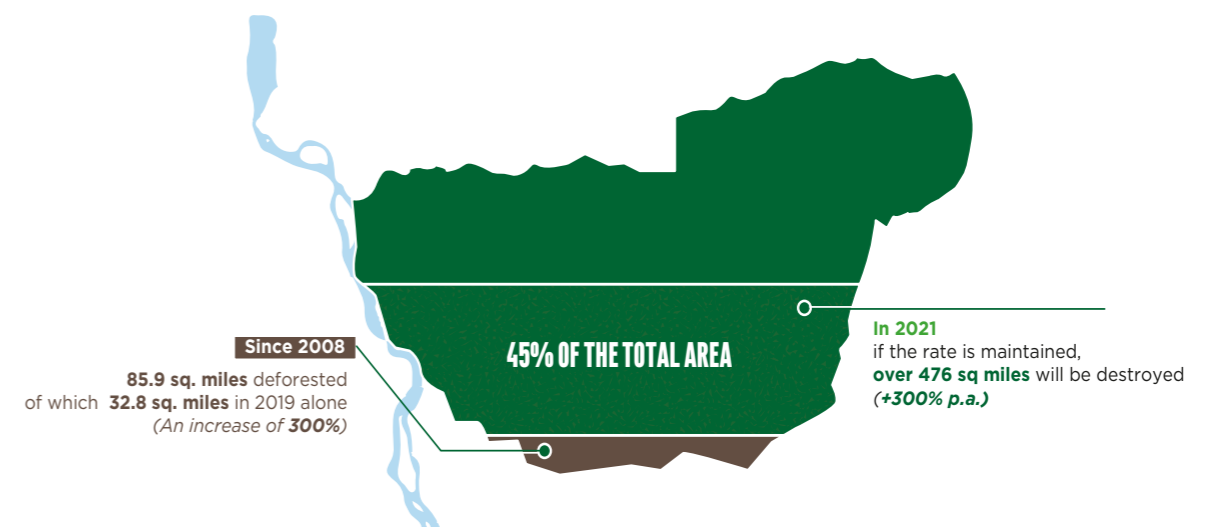 Since 2008
85.9 sq. miles deforested
of which 32.8 sq. miles in 2019 alone
(An increase of 300%)
45% OF THE TOTAL AREA
In 2021
if the rate is maintained,
over 476 sq miles will be destroyed
(+300% p.a.)